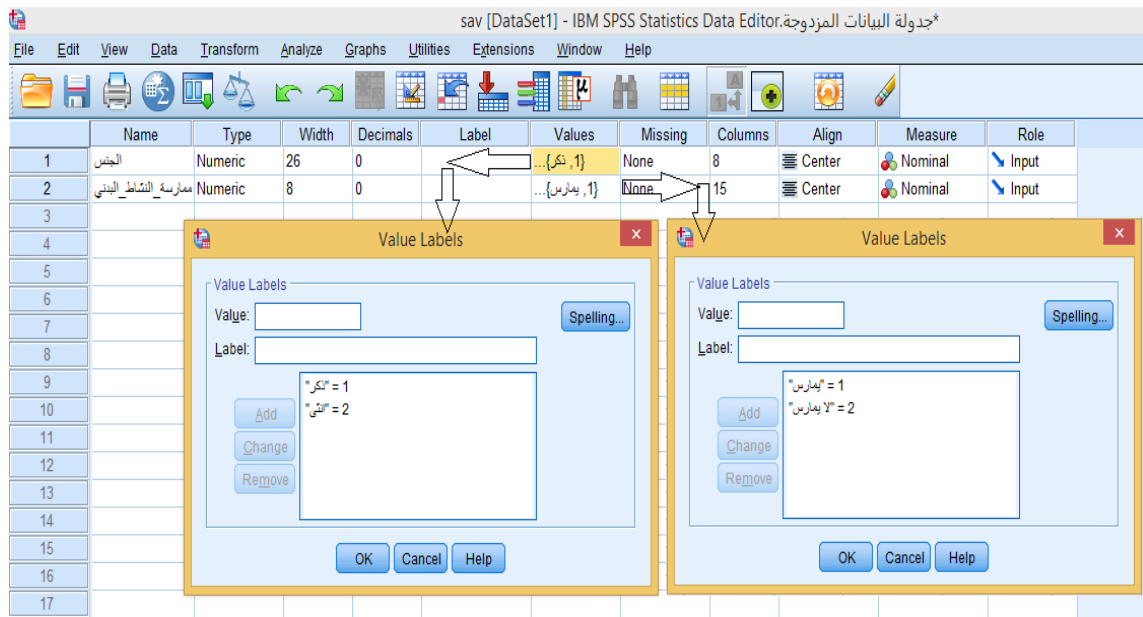 *جدولة البيانات المزدوجة.sav [DataSet1] - IBM SPSS Statistics Data Editor
File Edit View Data Transform Analyze Graphs Utilities Extensions Window Help
Name Type Width Decimals Label Values Missing Columns Align Measure Role
1 الجنس Numeric 26 0 {1, ذكر}... None 8 Center Nominal Input
2 ممارسة_النشاط_البدني Numeric 8 0 {1, يمارس}... None 15 Center Nominal Input
3
4
5
6
7
8
9
10
11
12
13
14
15
16
17
Value Labels
Value Labels
Value:
Spelling...
Label:
1 = "ذكر"
2 = "انثى"
Add
Change
Remove
OK Cancel Help
Value Labels
Value Labels
Value:
Spelling...
Label:
1 = "يمارس"
2 = "لا يمارس"
Add
Change
Remove
OK Cancel Help